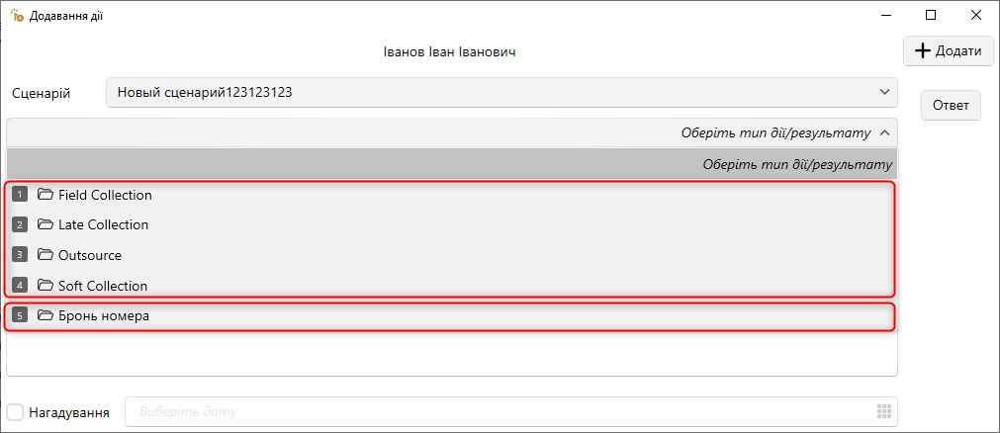 Додавання дії
Іванов Іван Іванович
Додати
Сценарій
Новый сценарий123123123
Ответ
Оберіть тип дії/результату
Оберіть тип дії/результату
1 Field Collection
2 Late Collection
3 Outsource
4 Soft Collection
5 Бронь номера
Нагадування
Виберіть дату